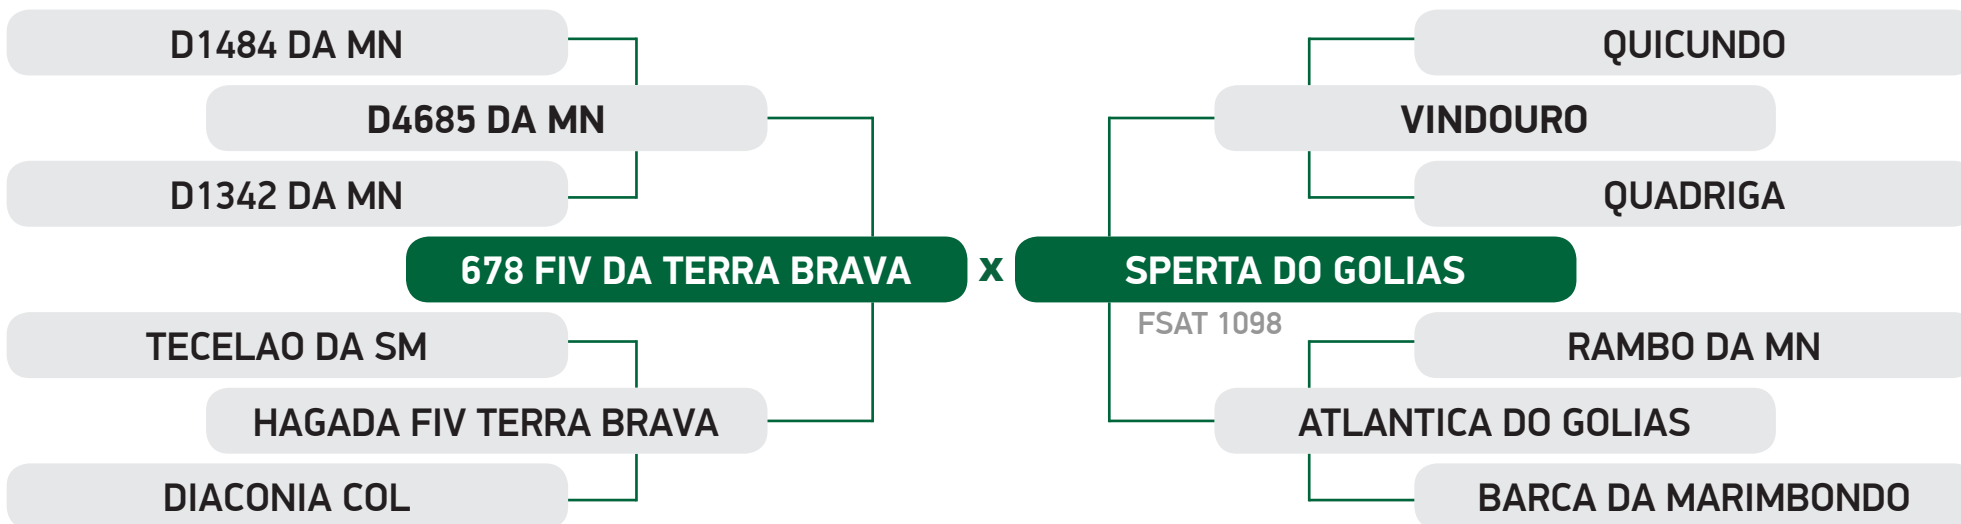 D1484 DA MN
D4685 DA MN
D1342 DA MN
678 FIV DA TERRA BRAVA
TECELAO DA SM
HAGADA FIV TERRA BRAVA
DIACONIA COL
x
QUICUNDO
VINDOURO
QUADRIGA
SPERTA DO GOLIAS
FSAT 1098
RAMBO DA MN
ATLANTICA DO GOLIAS
BARCA DA MARIMBONDO